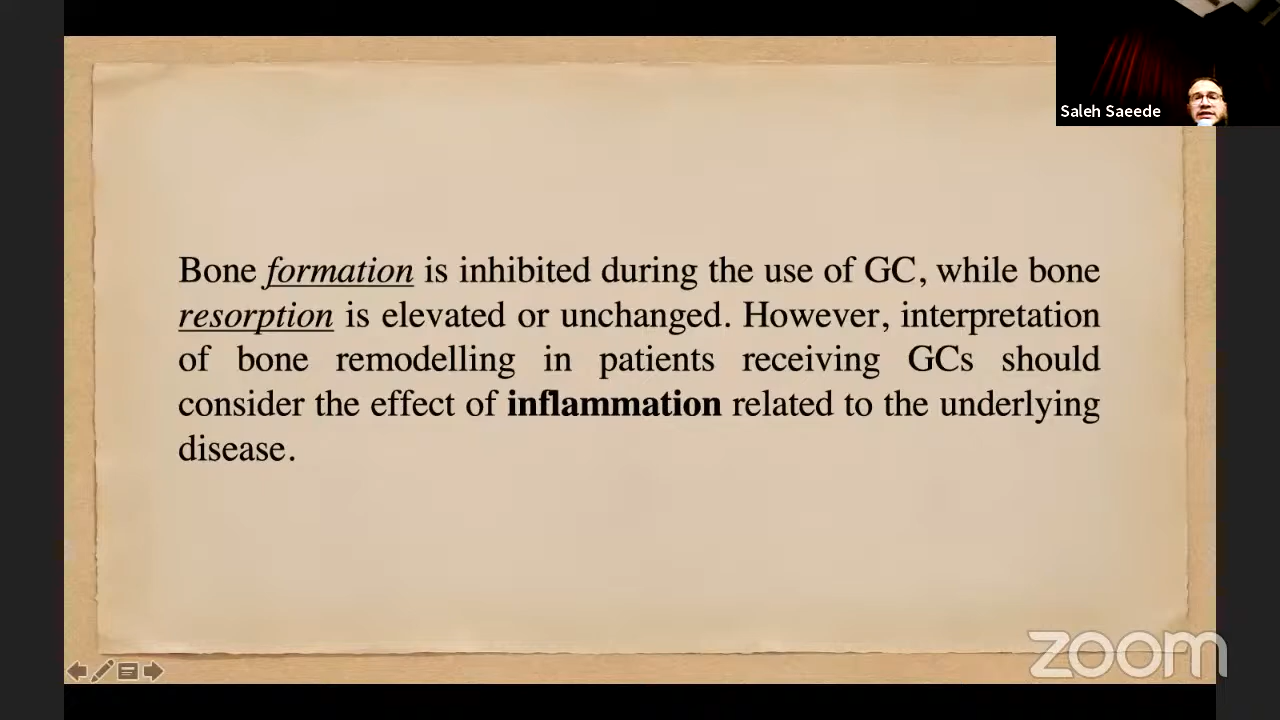 Saleh Saeede
Bone formation is inhibited during the use of GC, while bone
resorption is elevated or unchanged. However, interpretation
of bone remodelling in patients receiving GCs should
consider the effect of inflammation related to the underlying
disease.
zoom